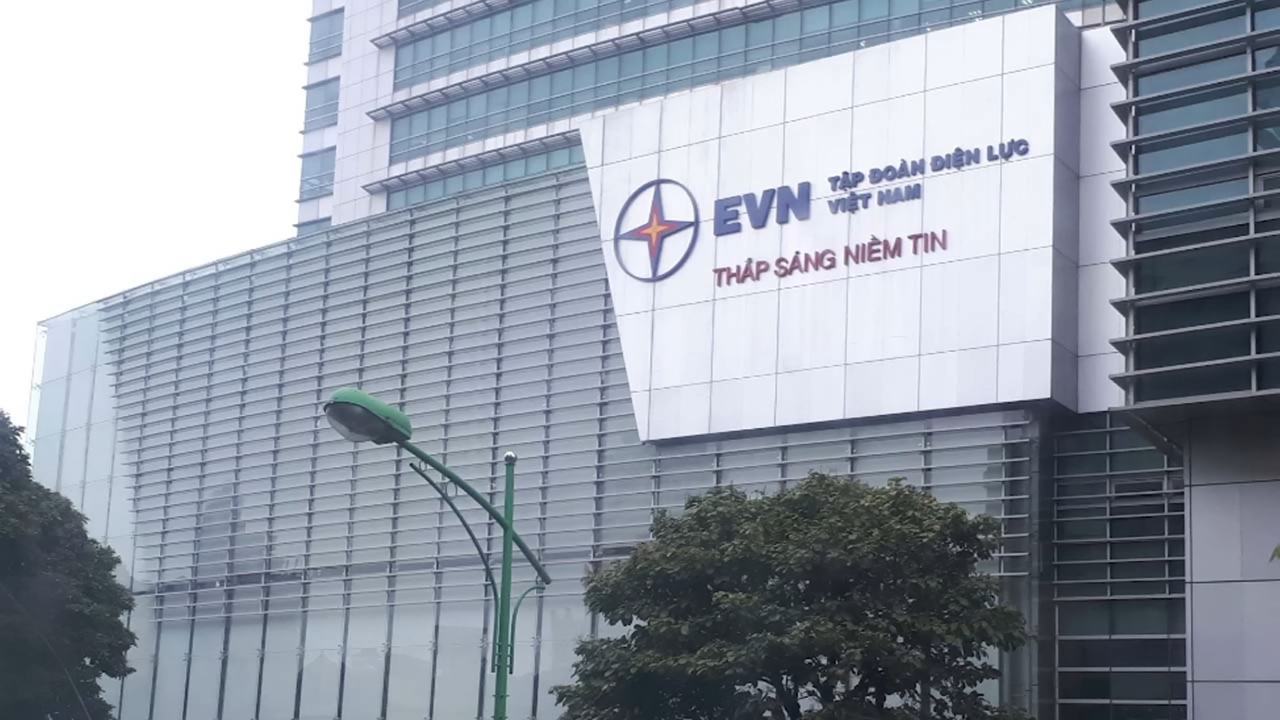 EVN
TẬP ĐOÀN ĐIỆN LỰC
VIỆT NAM
THẮP SÁNG NIỀM TIN